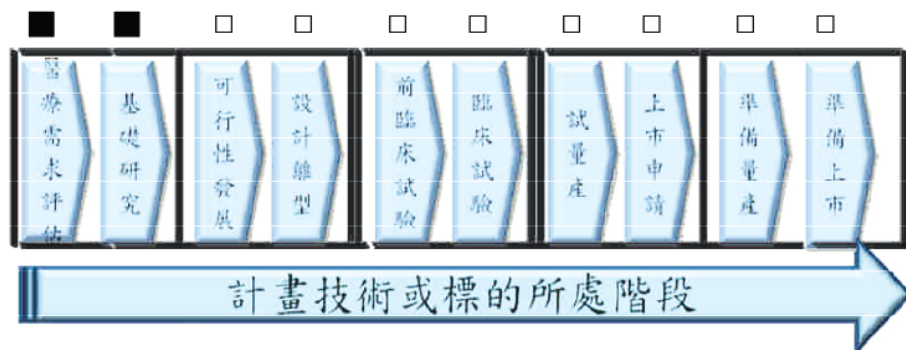 ■ ■ □ □ □ □ □ □ □ □
醫療需求評估
基礎研究
可行性發展
設計雛型
前臨床試驗
臨床試驗
試量產
上市申請
準備量產
準備上市
計畫技術或標的所處階段